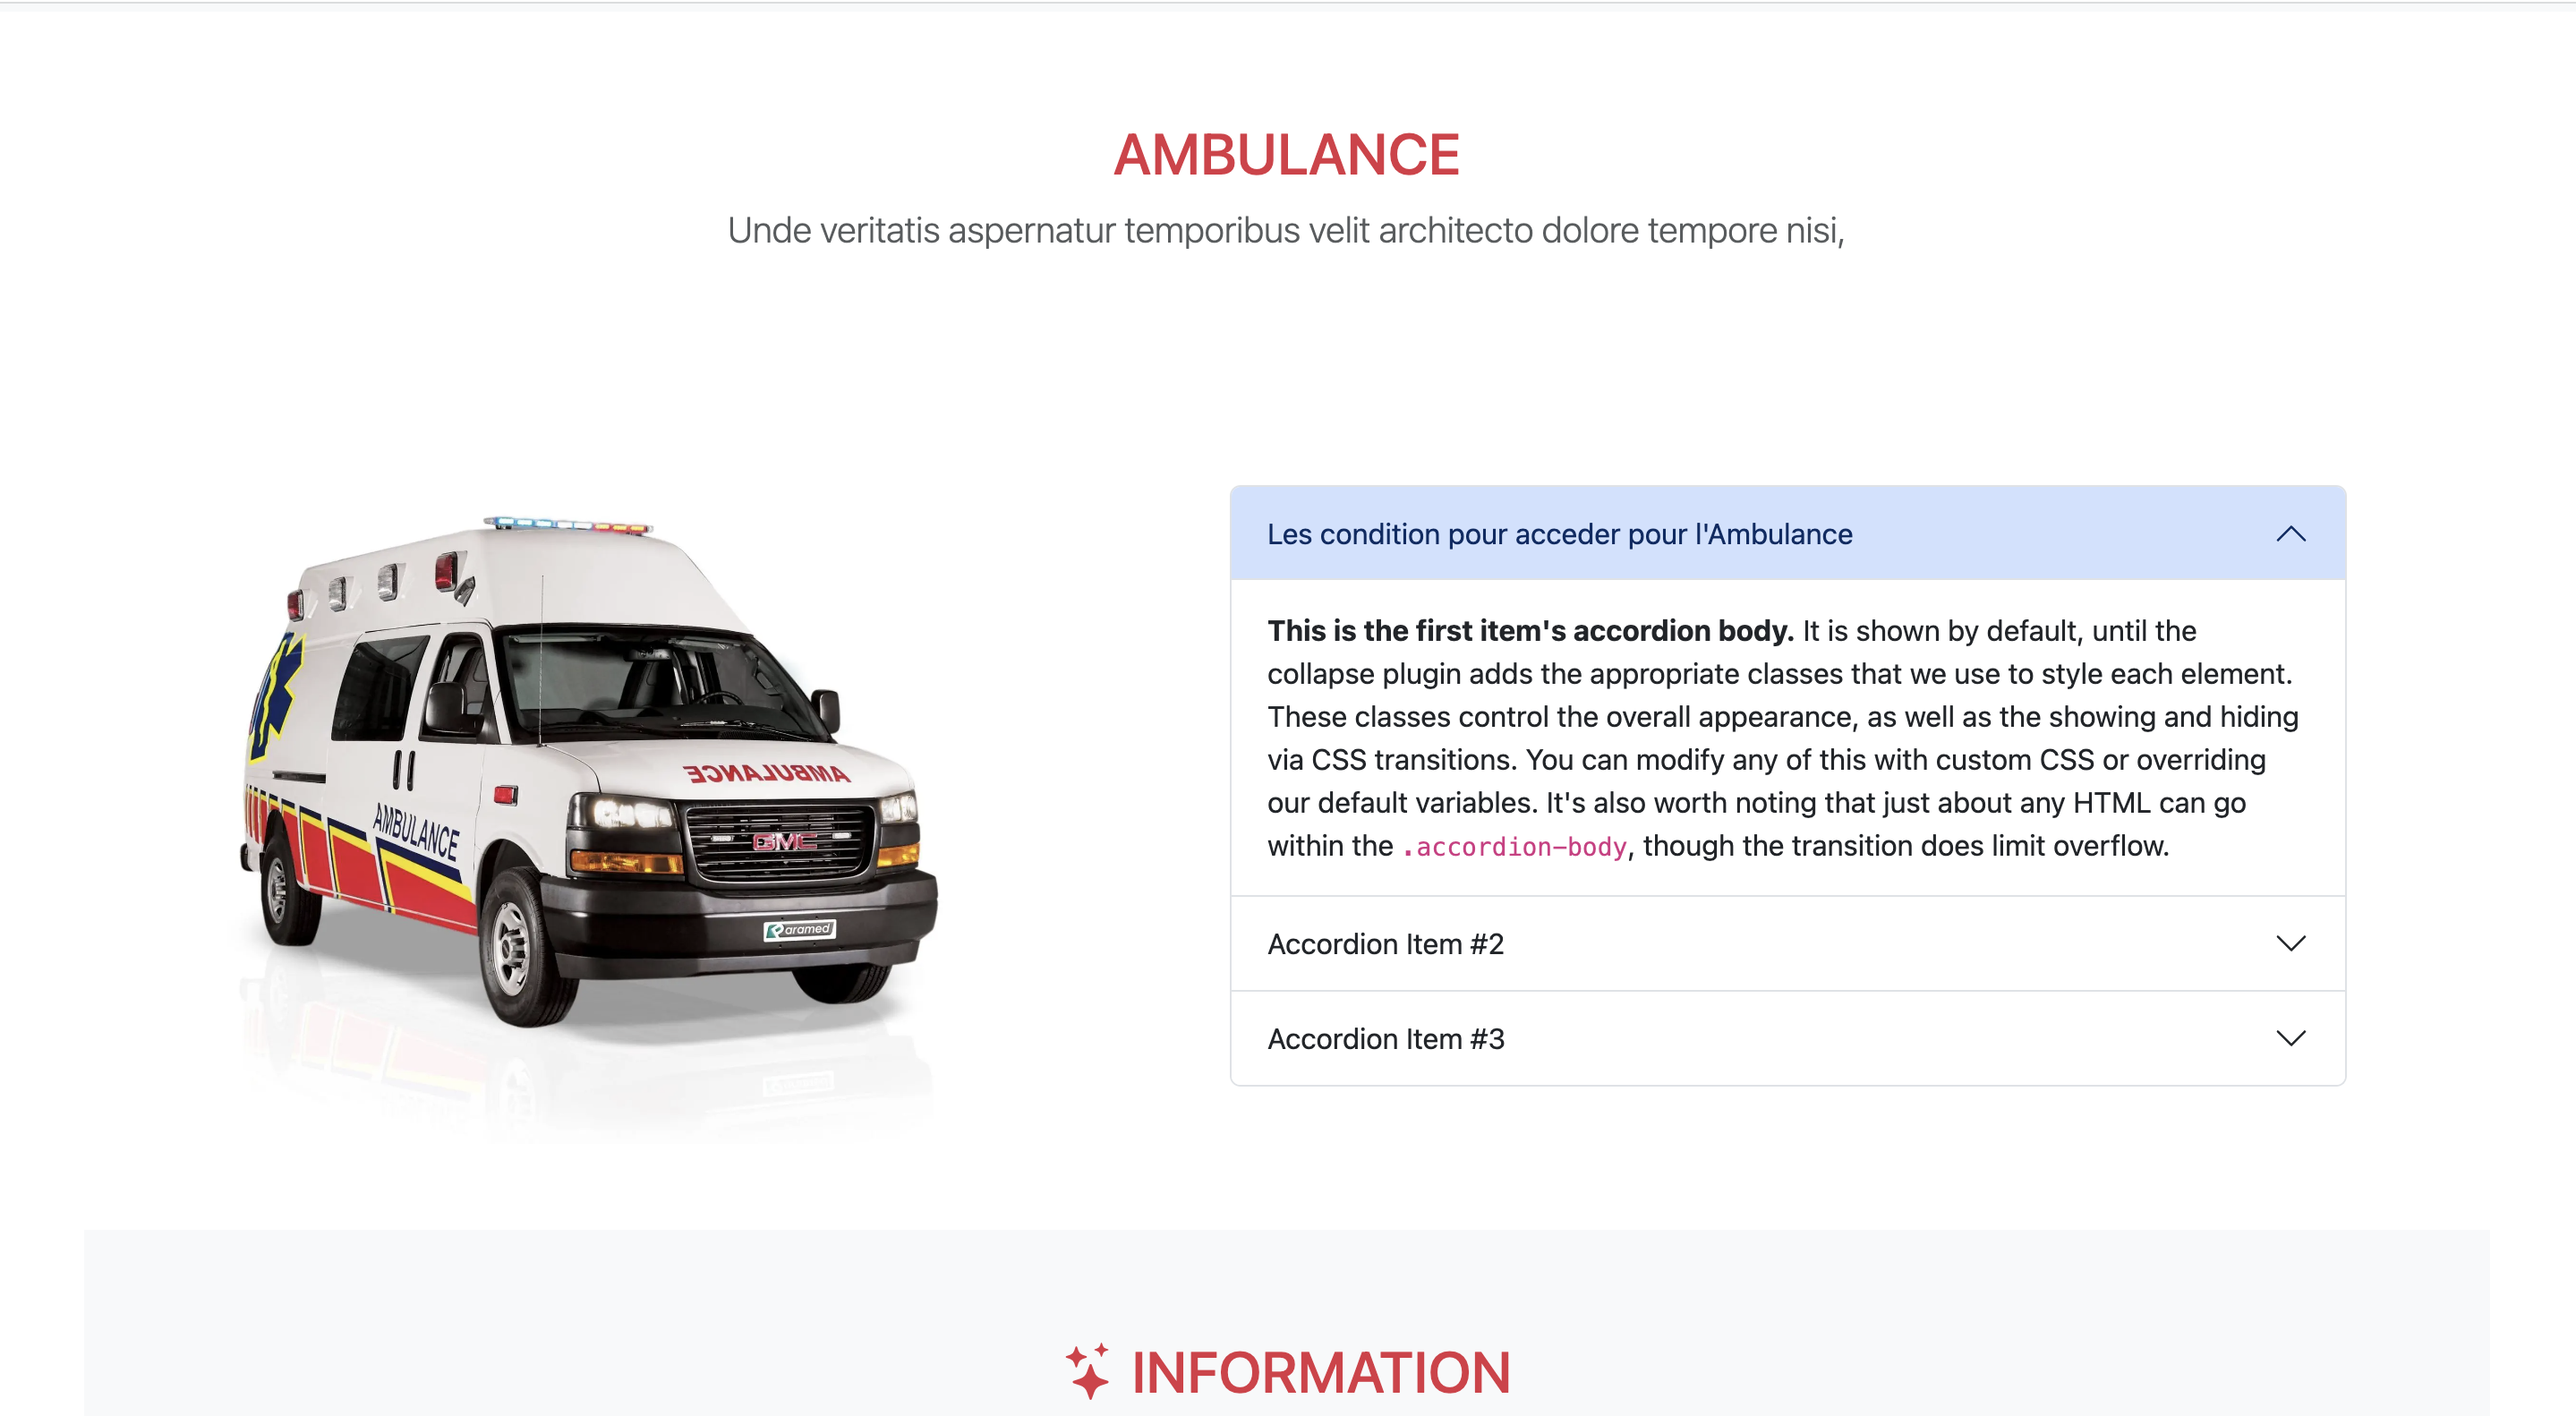 AMBULANCE
Unde veritatis aspernatur temporibus velit architecto dolore tempore nisi,
AMBULANCE
AMBULANCE
GMC
Paramed
Les condition pour acceder pour l'Ambulance
This is the first item's accordion body. It is shown by default, until the
collapse plugin adds the appropriate classes that we use to style each element.
These classes control the overall appearance, as well as the showing and hiding
via CSS transitions. You can modify any of this with custom CSS or overriding
our default variables. It's also worth noting that just about any HTML can go
within the .accordion-body, though the transition does limit overflow.
Accordion Item #2
Accordion Item #3
INFORMATION